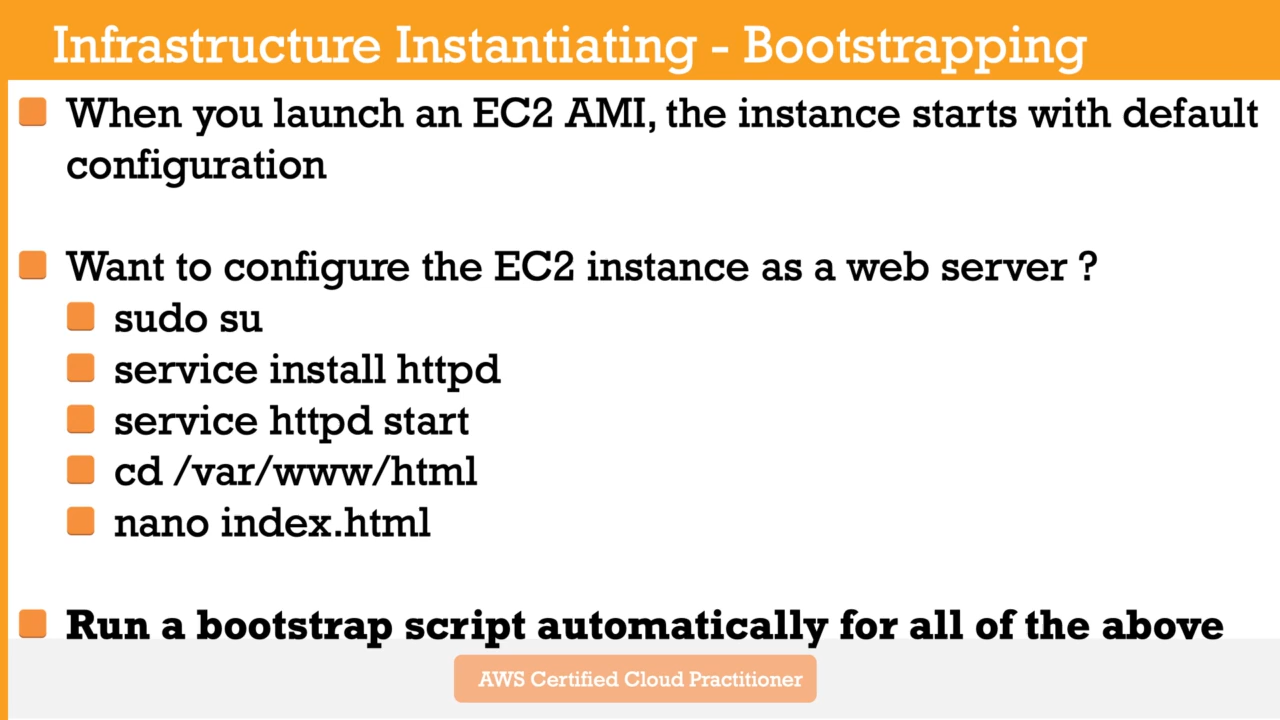 Infrastructure Instantiating - Bootstrapping
When you launch an EC2 AMI, the instance starts with default
configuration
Want to configure the EC2 instance as a web server ?
sudo su
service install httpd
service httpd start
cd /var/www/html
nano index.html
Run a bootstrap script automatically for all of the above
AWS Certified Cloud Practitioner